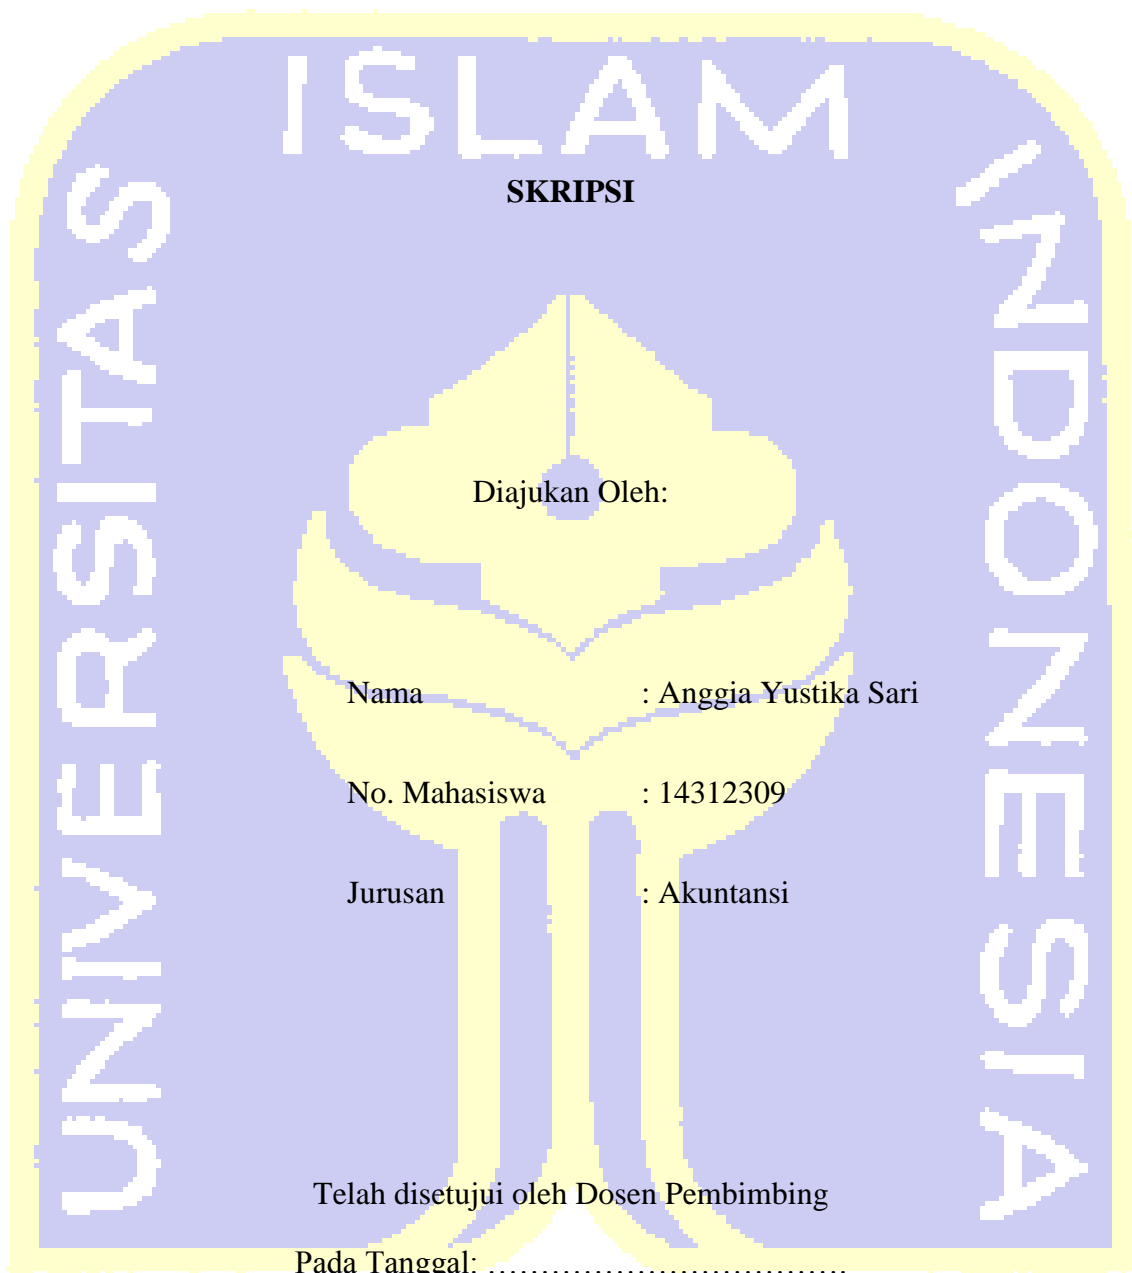 UNIVERSITAS ISLAM INDONESIA
SKRIPSI
Diajukan Oleh:
Nama : Anggia Yustika Sari
No. Mahasiswa : 14312309
Jurusan : Akuntansi
Telah disetujui oleh Dosen Pembimbing
Pada Tanggal: …………………………….